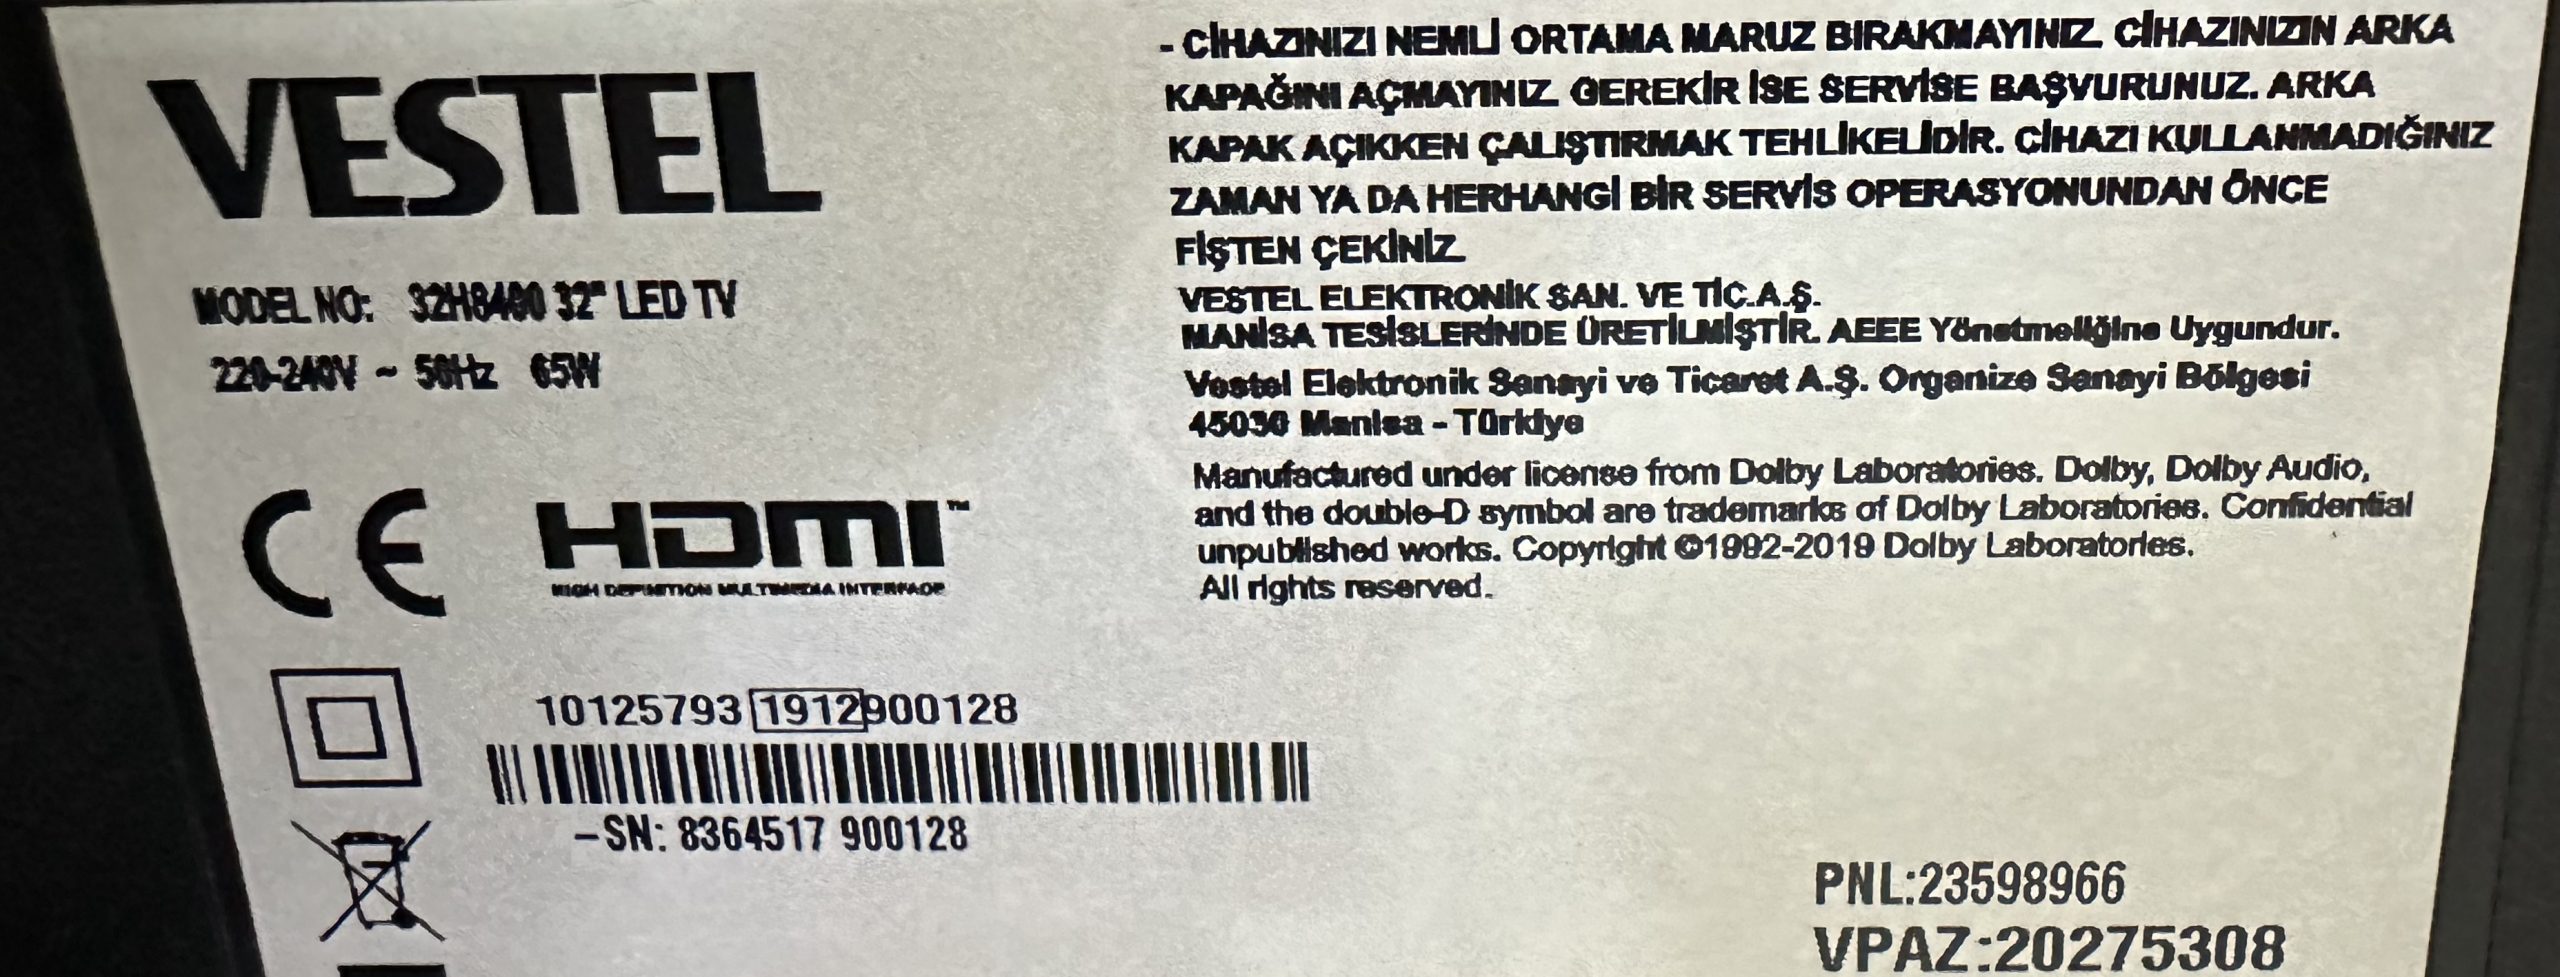 VESTEL
MODEL NO: 32H8400 32" LED TV
220-240V ~ 50Hz 65W
CE HDMI™
HIGH DEFINITION MULTIMEDIA INTERFACE
10125793 1912 900128
-SN: 8364517 900128
- CİHAZINIZI NEMLİ ORTAMA MARUZ BIRAKMAYINIZ. CİHAZINIZIN ARKA
KAPAĞINI AÇMAYINIZ. GEREKİR İSE SERVİSE BAŞVURUNUZ. ARKA
KAPAK AÇIKKEN ÇALIŞTIRMAK TEHLİKELİDİR. CİHAZI KULLANMADIĞINIZ
ZAMAN YA DA HERHANGİ BİR SERVİS OPERASYONUNDAN ÖNCE
FİŞTEN ÇEKİNİZ.
VESTEL ELEKTRONİK SAN. VE TİC.A.Ş.
MANİSA TESİSLERİNDE ÜRETİLMİŞTİR. AEEE Yönetmeliğine Uygundur.
Vestel Elektronik Sanayi ve Ticaret A.Ş. Organize Sanayi Bölgesi
45030 Manisa - Türkiye
Manufactured under license from Dolby Laboratories. Dolby, Dolby Audio,
and the double-D symbol are trademarks of Dolby Laboratories. Confidential
unpublished works. Copyright ©1992-2019 Dolby Laboratories.
All rights reserved.
PNL:23598966
VPAZ:20275308